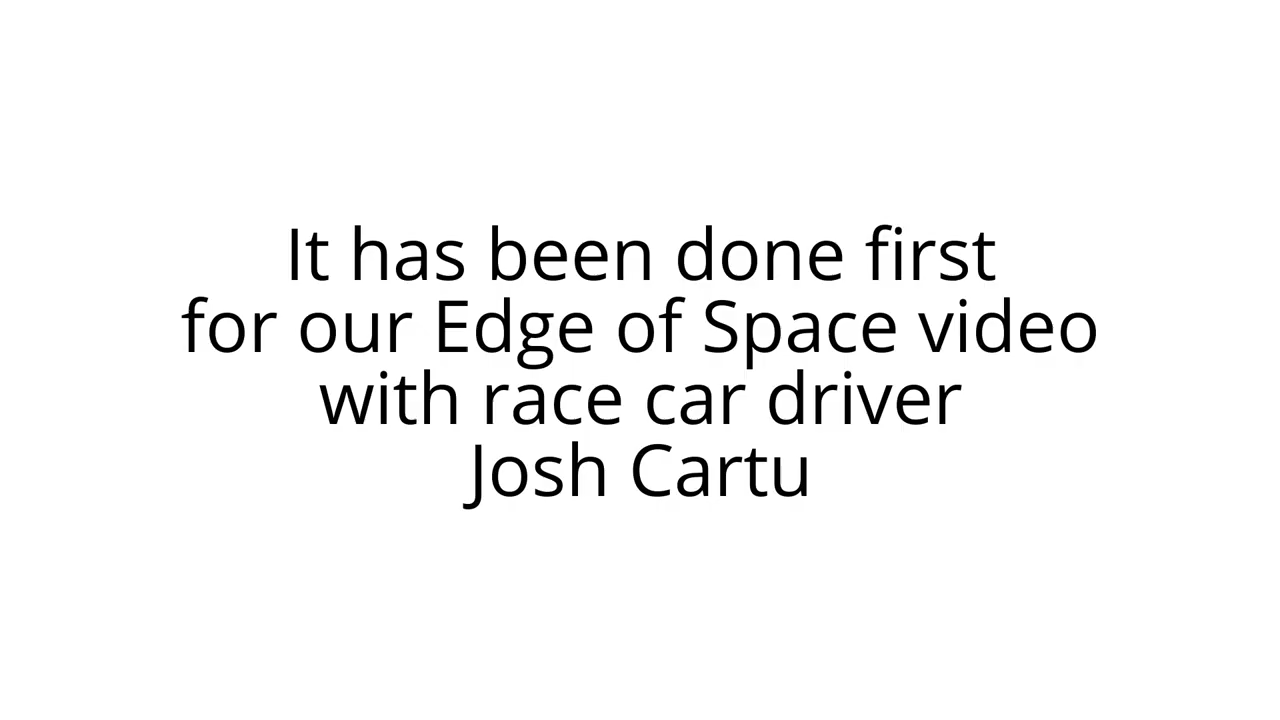 It has been done first
for our Edge of Space video
with race car driver
Josh Cartu